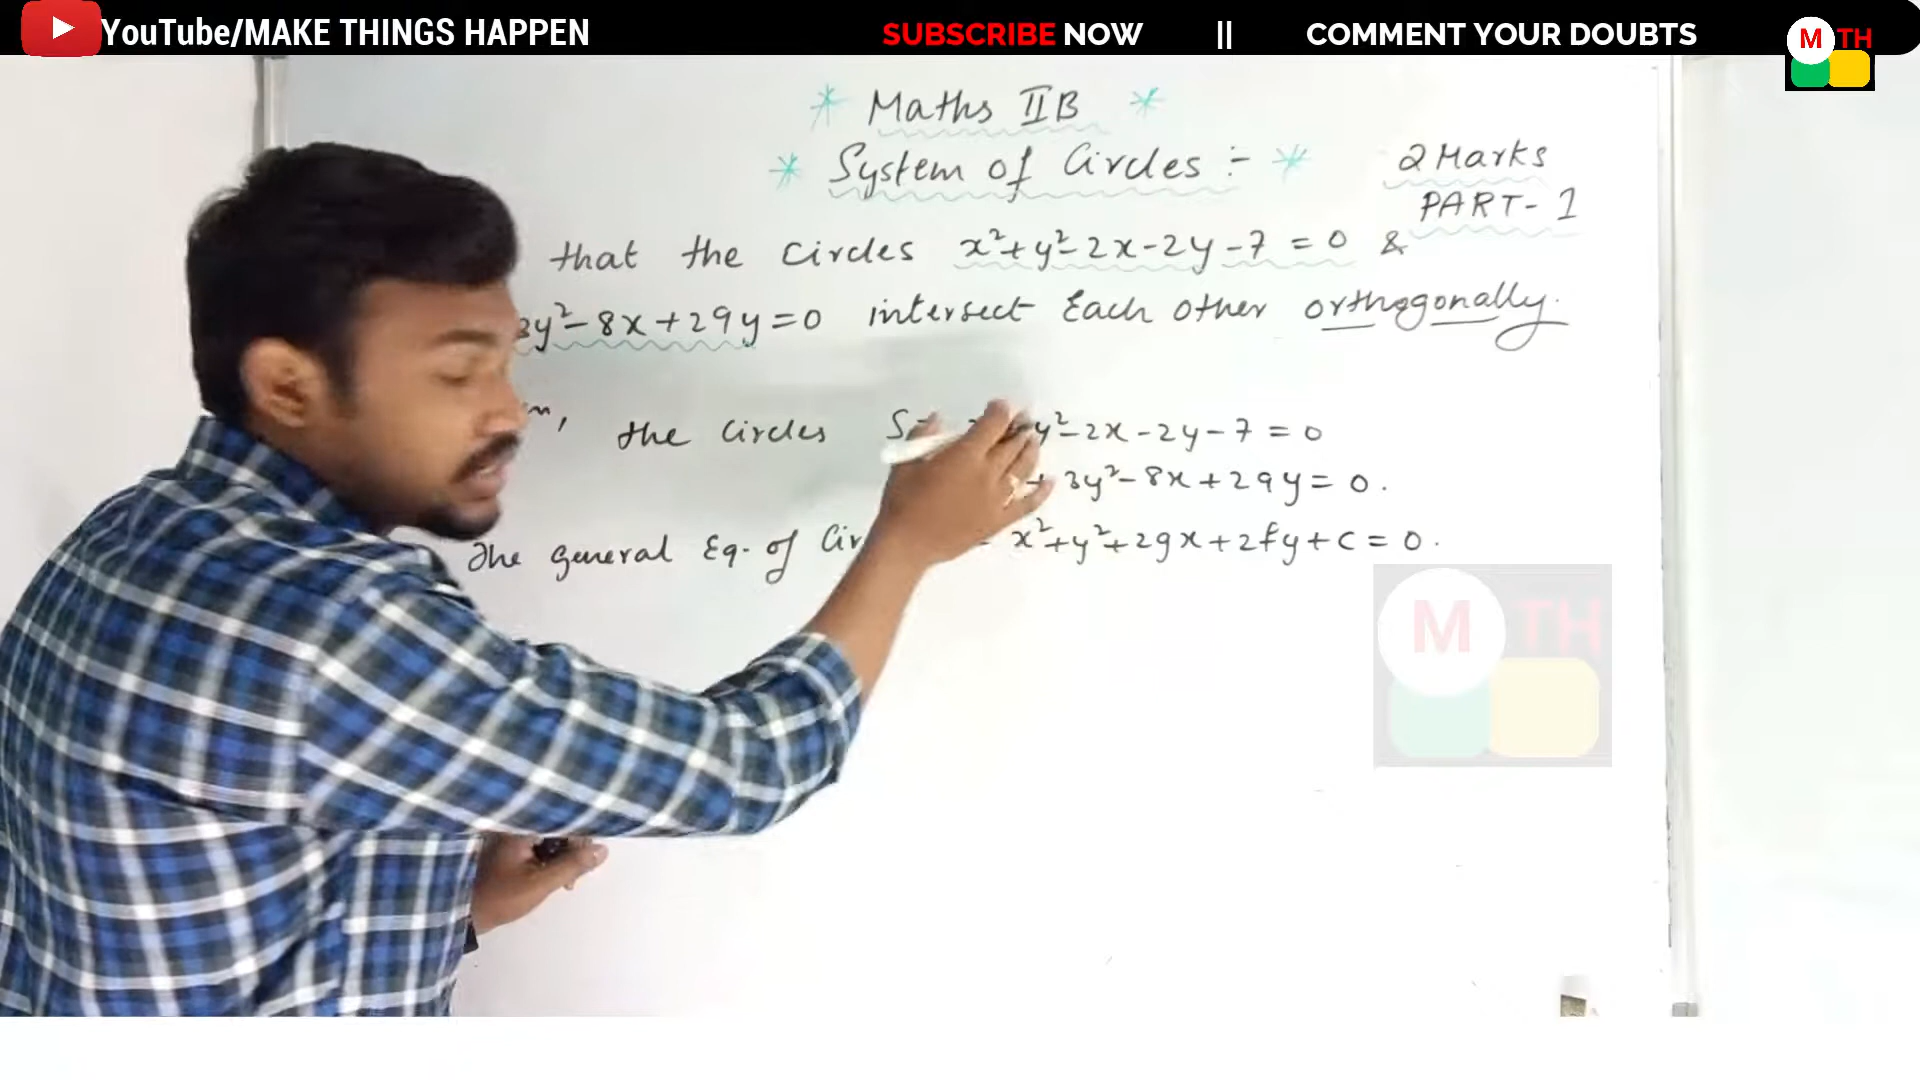 YouTube/MAKE THINGS HAPPEN SUBSCRIBE NOW || COMMENT YOUR DOUBTS
M TH
* Maths IIB *
* System of Circles :- * 2 Marks
PART-1
that the circles x²+y²-2x-2y-7=0 &
3y²-8x+29y=0 intersect Each other orthogonally.
the circles S y²-2x-2y-7=0
+3y²-8x+29y=0.
The general Eq. of x²+y²+2gx+2fy+c=0.
M TH